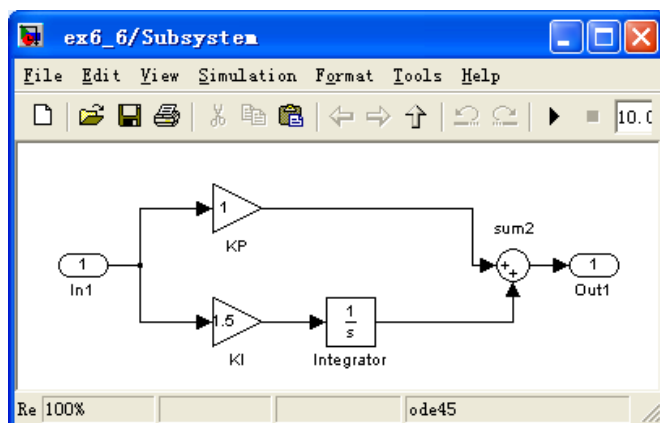 ex6_6/Subsystem
File Edit View Simulation Format Tools Help
10.0
1
KP
sum2
1
In1
+
+
1
Out1
1.5
KI
1
s
Integrator
Re 100% ode45